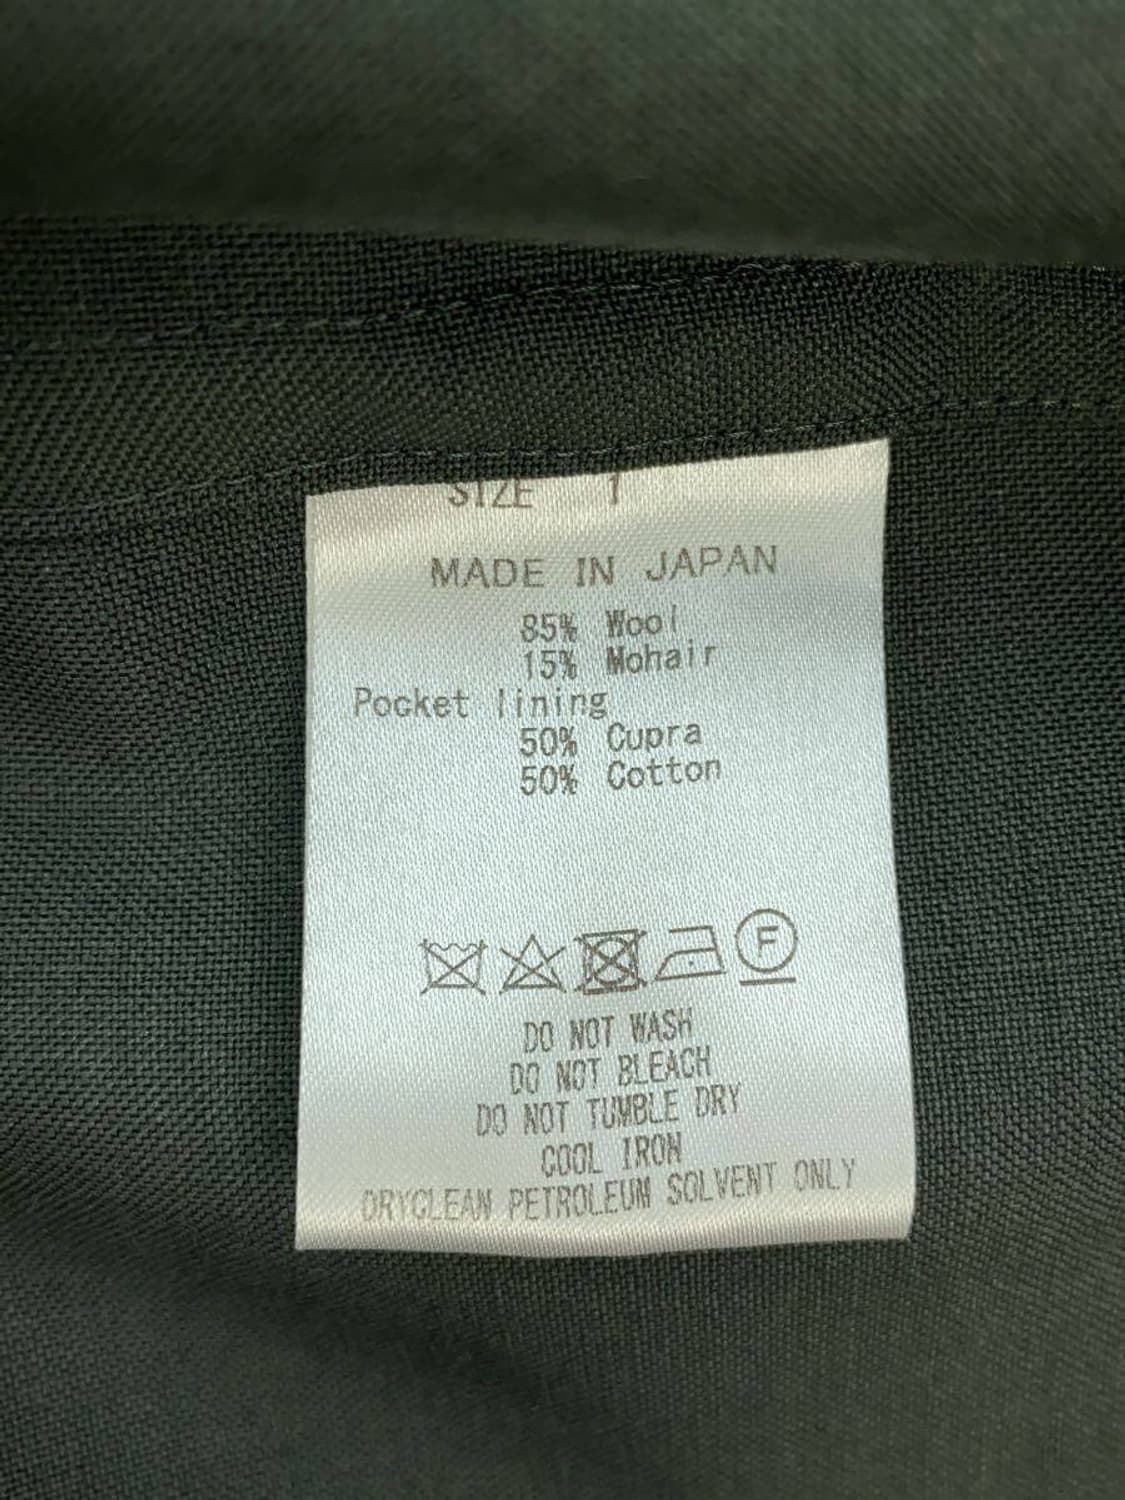 SIZE 1
MADE IN JAPAN
85% Wool
15% Mohair
Pocket lining
50% Cupra
50% Cotton
F
DO NOT WASH
DO NOT BLEACH
DO NOT TUMBLE DRY
COOL IRON
DRYCLEAN PETROLEUM SOLVENT ONLY